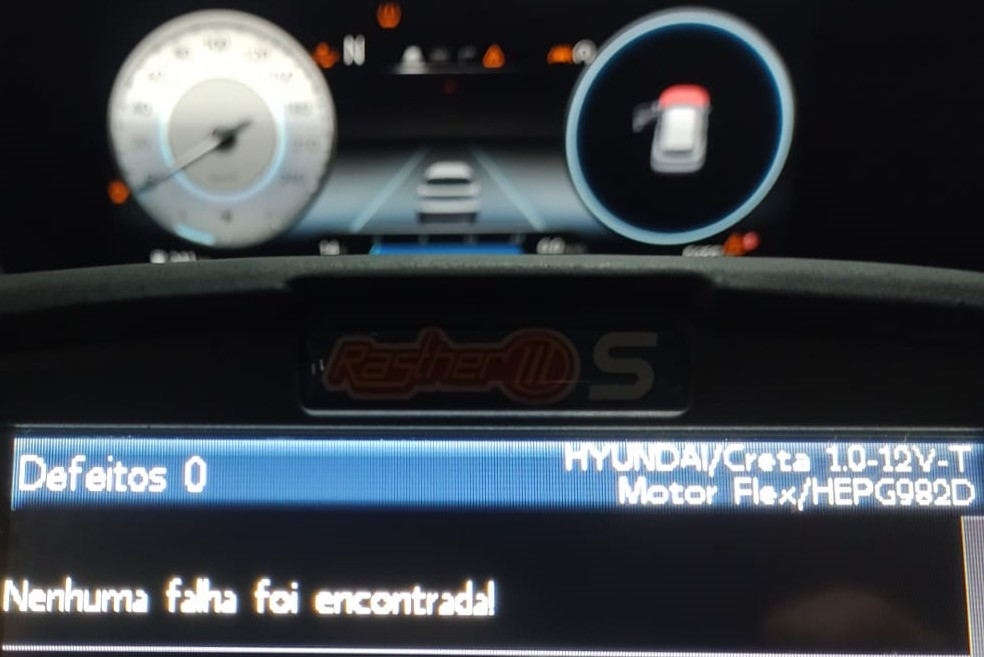 N
Rasther III S
Defeitos 0
HYUNDAI/Creta 1.0-12V-T
Motor Flex/HEPG982D
Nenhuma falha foi encontrada!